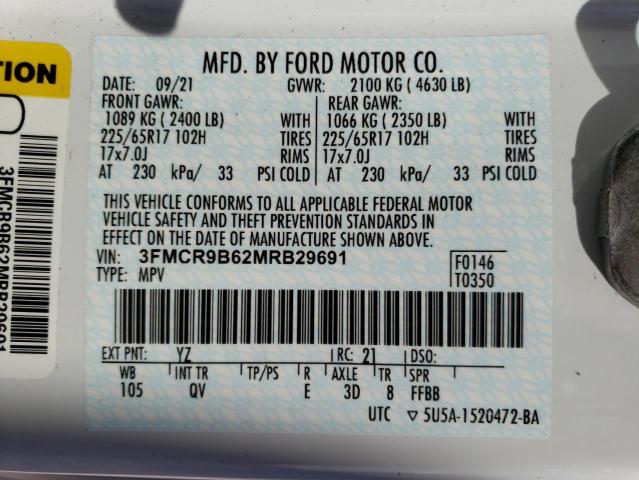 TION
3FMCR9B62MRB29691
MFD. BY FORD MOTOR CO.
DATE: 09/21 GVWR: 2100 KG ( 4630 LB)
FRONT GAWR: REAR GAWR:
1089 KG ( 2400 LB) WITH 1066 KG ( 2350 LB) WITH
225/65R17 102H TIRES 225/65R17 102H TIRES
17x7.0J RIMS 17x7.0J RIMS
AT 230 kPa/ 33 PSI COLD AT 230 kPa/ 33 PSI COLD
THIS VEHICLE CONFORMS TO ALL APPLICABLE FEDERAL MOTOR
VEHICLE SAFETY AND THEFT PREVENTION STANDARDS IN
EFFECT ON THE DATE OF MANUFACTURE SHOWN ABOVE.
VIN: 3FMCR9B62MRB29691 F0146
TYPE: MPV T0350
EXT PNT: YZ RC: 21 DSO:
WB INT TR TP/PS R AXLE TR SPR
105 QV E 3D 8 FFBB
UTC ▽ 5U5A-1520472-BA